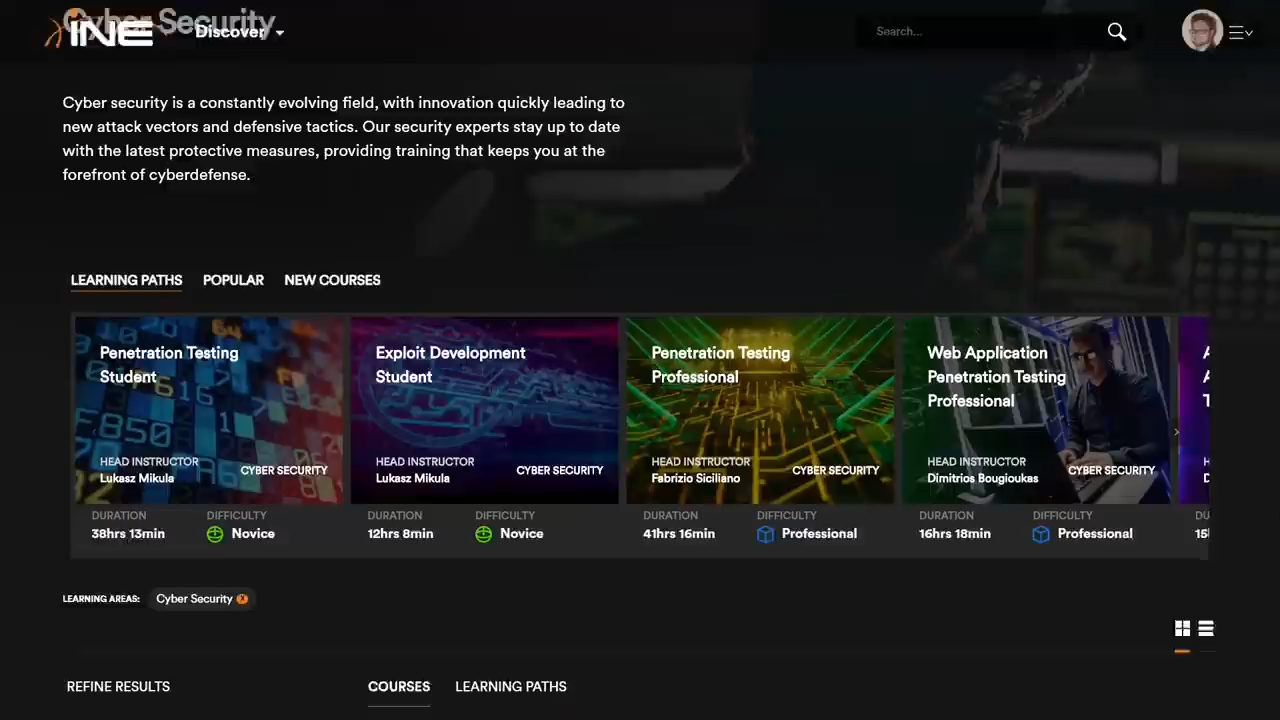 Cyber Security
INE
Discover
Search...
Cyber security is a constantly evolving field, with innovation quickly leading to
new attack vectors and defensive tactics. Our security experts stay up to date
with the latest protective measures, providing training that keeps you at the
forefront of cyberdefense.
LEARNING PATHS POPULAR NEW COURSES
Penetration Testing
Student
HEAD INSTRUCTOR
Lukasz Mikula
CYBER SECURITY
DURATION
38hrs 13min
DIFFICULTY
Novice
Exploit Development
Student
HEAD INSTRUCTOR
Lukasz Mikula
CYBER SECURITY
DURATION
12hrs 8min
DIFFICULTY
Novice
Penetration Testing
Professional
HEAD INSTRUCTOR
Fabrizio Siciliano
CYBER SECURITY
DURATION
41hrs 16min
DIFFICULTY
Professional
Web Application
Penetration Testing
Professional
HEAD INSTRUCTOR
Dimitrios Bougioukas
CYBER SECURITY
DURATION
16hrs 18min
DIFFICULTY
Professional
LEARNING AREAS: Cyber Security x
REFINE RESULTS
COURSES LEARNING PATHS